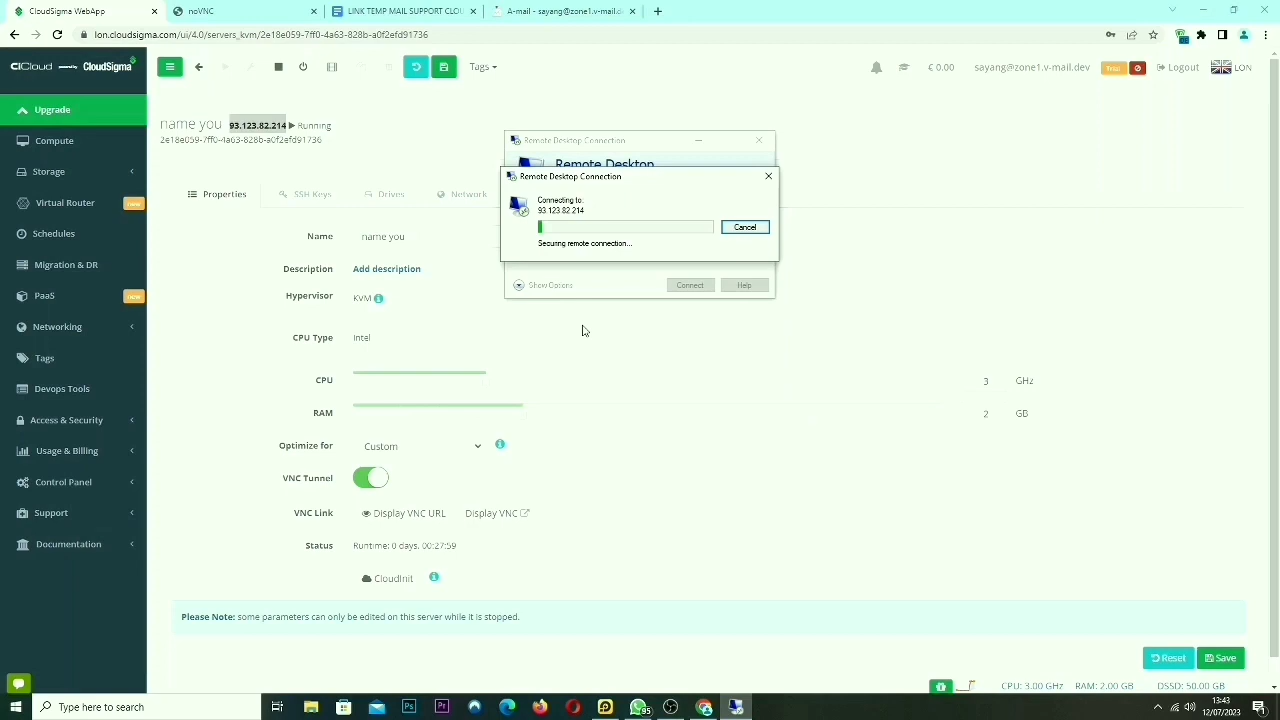 CloudSigma WebApp
noVNC
LINK TEMP MAIL SUPPORT CLOU
A-mail - sayang@zone1.v-mail.d
lon.cloudsigma.com/ui/4.0/servers_kvm/2e18e059-7ff0-4a63-828b-a0f2efd91736
CICloud CloudSigma
Tags
€ 0.00
sayang@zone1.v-mail.dev
Trial
Logout
LON
Upgrade
name you 93.123.82.214 Running
2e18e059-7ff0-4a63-828b-a0f2efd91736
Remote Desktop Connection
Remote Desktop
Remote Desktop Connection
Connecting to:
93.123.82.214
Cancel
Securing remote connection...
Show Options
Connect
Help
Compute
Storage
Virtual Router new
Schedules
Migration & DR
PaaS new
Networking
Tags
Devops Tools
Access & Security
Usage & Billing
Control Panel
Support
Documentation
Properties
SSH Keys
Drives
Network
Name name you
Description Add description
Hypervisor KVM
CPU Type Intel
CPU 3 GHz
RAM 2 GB
Optimize for Custom
VNC Tunnel
VNC Link Display VNC URL Display VNC
Status Runtime: 0 days, 00:27:59
CloudInit
Please Note: some parameters can only be edited on this server while it is stopped.
Reset
Save
CPU: 3.00 GHz RAM: 2.00 GB DSSD: 50.00 GB
Type here to search
Ps
Pr
85
13:43
12/07/2023